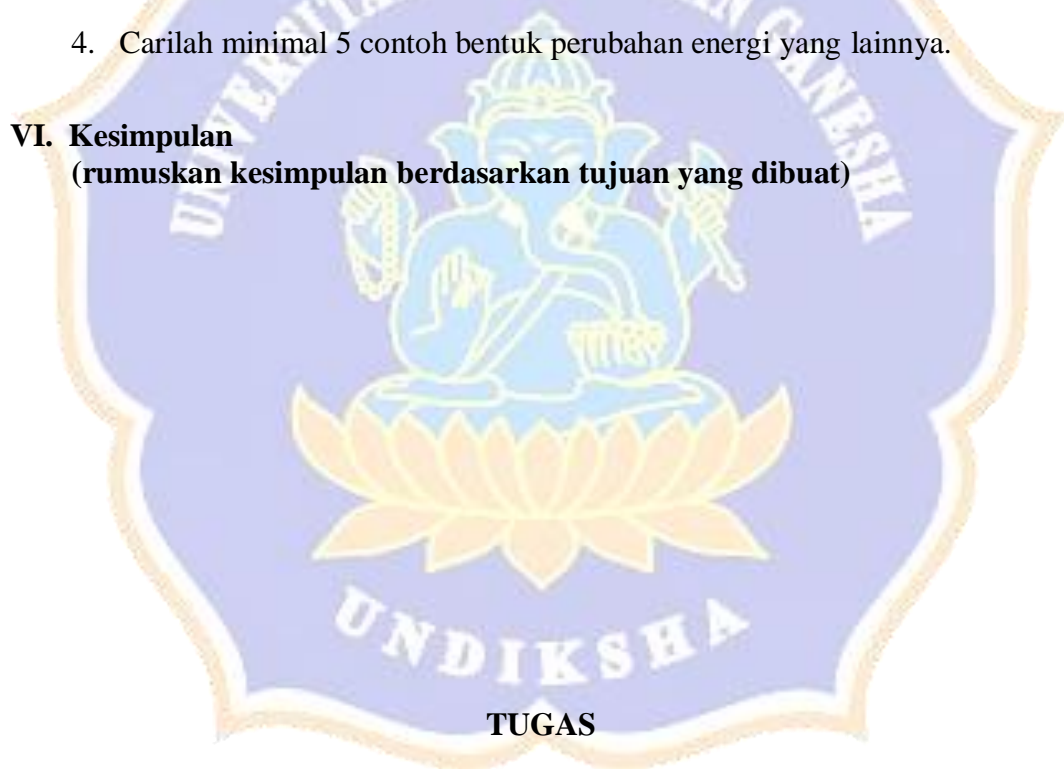 4. Carilah minimal 5 contoh bentuk perubahan energi yang lainnya.
VI. Kesimpulan
(rumuskan kesimpulan berdasarkan tujuan yang dibuat)
GANESHA
UNDIKSHA
TUGAS